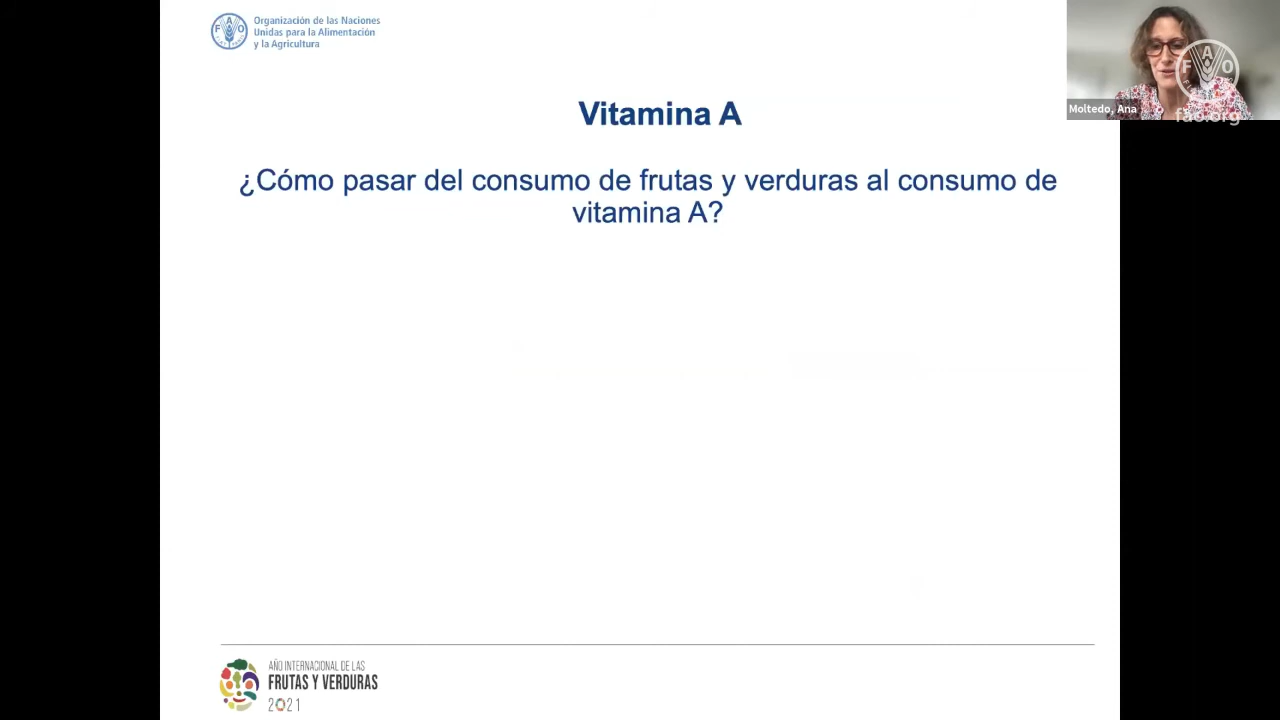 Organización de las Naciones
Unidas para la Alimentación
y la Agricultura
Vitamina A
¿Cómo pasar del consumo de frutas y verduras al consumo de
vitamina A?
Moltedo, Ana
F A O
fao.org
AÑO INTERNACIONAL DE LAS
FRUTAS Y VERDURAS
2021